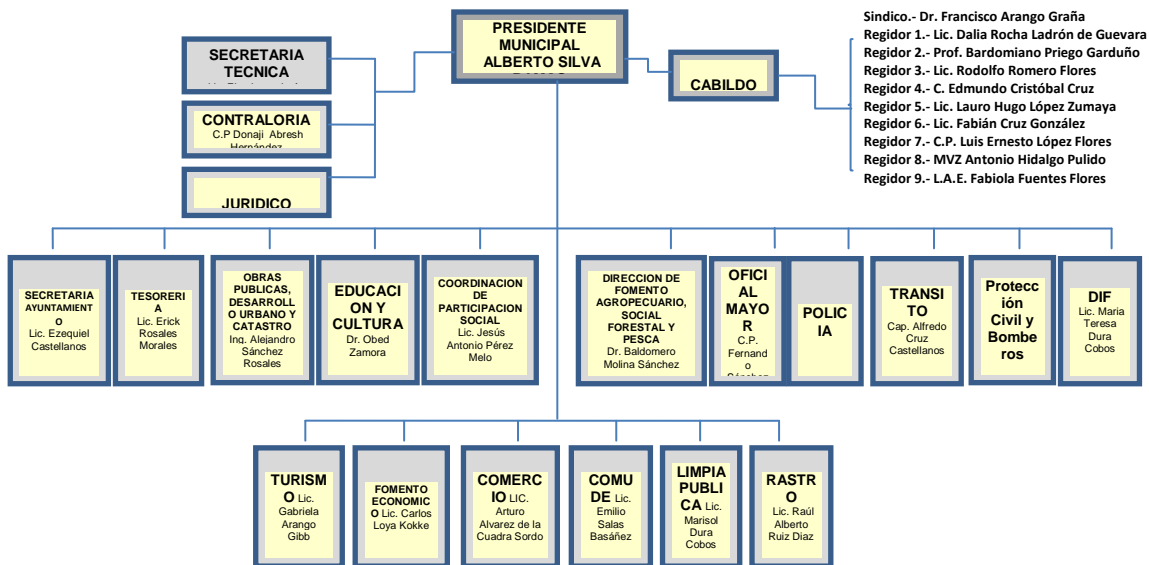 PRESIDENTE
MUNICIPAL
ALBERTO SILVA
SECRETARIA
TECNICA
CONTRALORIA
C.P Donaji Abresh
Hernández
JURIDICO
CABILDO
Sindico.- Dr. Francisco Arango Graña
Regidor 1.- Lic. Dalia Rocha Ladrón de Guevara
Regidor 2.- Prof. Bardomiano Priego Garduño
Regidor 3.- Lic. Rodolfo Romero Flores
Regidor 4.- C. Edmundo Cristóbal Cruz
Regidor 5.- Lic. Lauro Hugo López Zumaya
Regidor 6.- Lic. Fabián Cruz González
Regidor 7.- C.P. Luis Ernesto López Flores
Regidor 8.- MVZ Antonio Hidalgo Pulido
Regidor 9.- L.A.E. Fabiola Fuentes Flores
SECRETARIA
AYUNTAMIENT
O
Lic. Ezequiel
Castellanos
TESORERI
A
Lic. Erick
Rosales
Morales
OBRAS
PUBLICAS,
DESARROLL
O URBANO Y
CATASTRO
Ing. Alejandro
Sánchez
Rosales
EDUCACI
ON Y
CULTURA
Dr. Obed
Zamora
COORDINACION
DE
PARTICIPACION
SOCIAL
Lic. Jesús
Antonio Pérez
Melo
DIRECCION DE
FOMENTO
AGROPECUARIO,
SOCIAL
FORESTAL Y
PESCA
Dr. Baldomero
Molina Sánchez
OFICI
AL
MAYO
R
C.P.
Fernand
o
Sánchez
POLIC
IA
TRANSI
TO
Cap. Alfredo
Cruz
Castellanos
Protec
ción
Civil y
Bombe
ros
DIF
Lic. Maria
Teresa
Dura
Cobos
TURISM
O Lic.
Gabriela
Arango
Gibb
FOMENTO
ECONOMIC
O Lic. Carlos
Loya Kokke
COMERC
IO LIC.
Arturo
Alvarez de la
Cuadra Sordo
COMU
DE Lic.
Emilio
Salas
Basáñez
LIMPIA
PUBLI
CA Lic.
Marisol
Dura
Cobos
RASTR
O
Lic. Raúl
Alberto
Ruiz Diaz